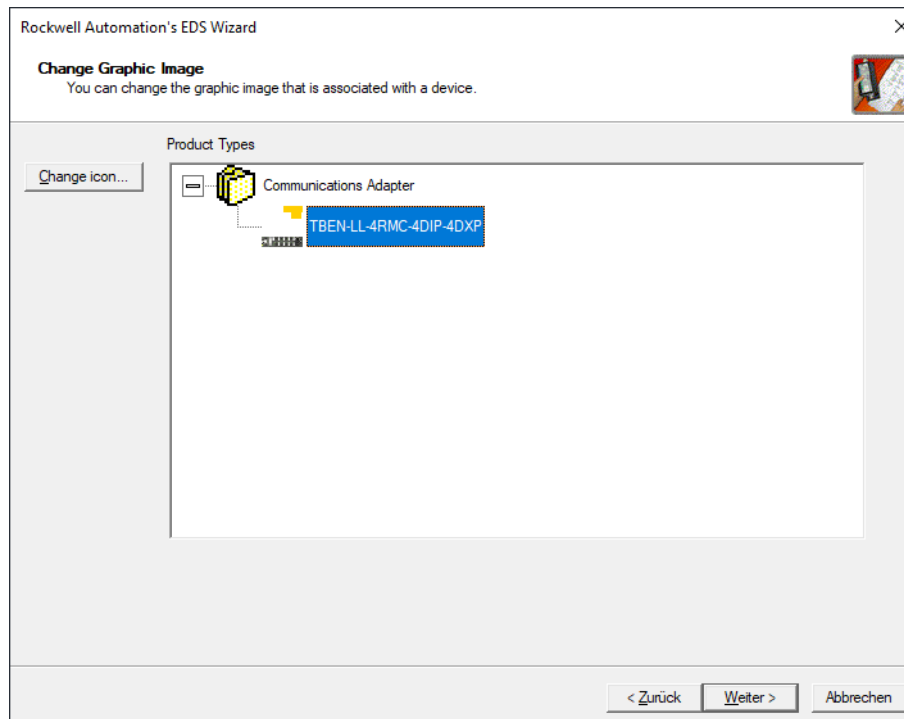 Rockwell Automation's EDS Wizard
Change Graphic Image
You can change the graphic image that is associated with a device.
Product Types
Change icon...
Communications Adapter
TBEN-LL-4RMC-4DIP-4DXP
< Zurück
Weiter >
Abbrechen